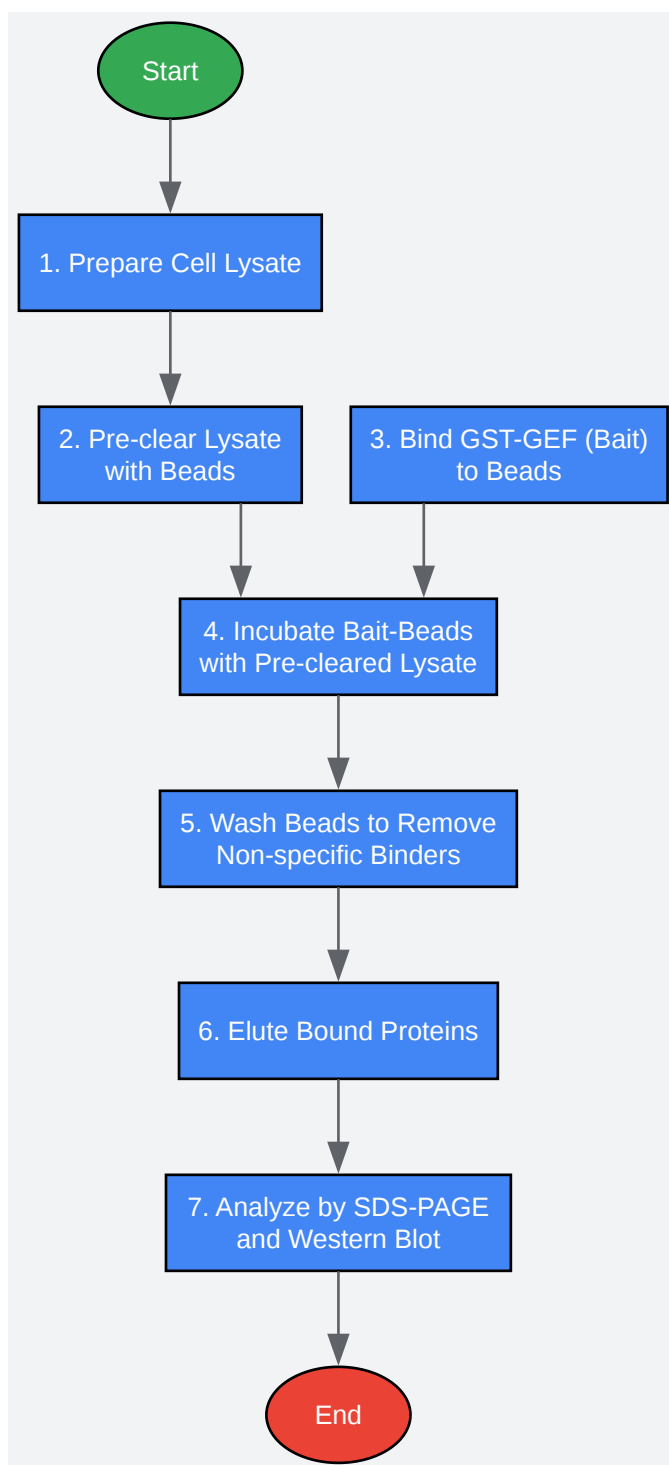 Start
1. Prepare Cell Lysate
2. Pre-clear Lysate
with Beads
3. Bind GST-GEF (Bait)
to Beads
4. Incubate Bait-Beads
with Pre-cleared Lysate
5. Wash Beads to Remove
Non-specific Binders
6. Elute Bound Proteins
7. Analyze by SDS-PAGE
and Western Blot
End